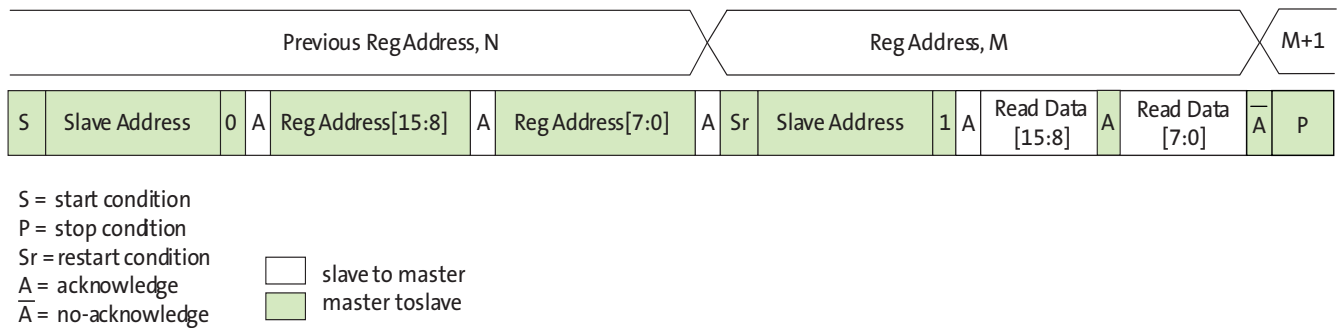 Previous Reg Address, N Reg Address, M M+1
S Slave Address 0 A Reg Address[15:8] A Reg Address[7:0] A Sr Slave Address 1 A Read Data [15:8] A Read Data [7:0] A̅ P
S = start condition
P = stop condition
Sr = restart condition
A = acknowledge
A̅ = no-acknowledge
slave to master
master toslave